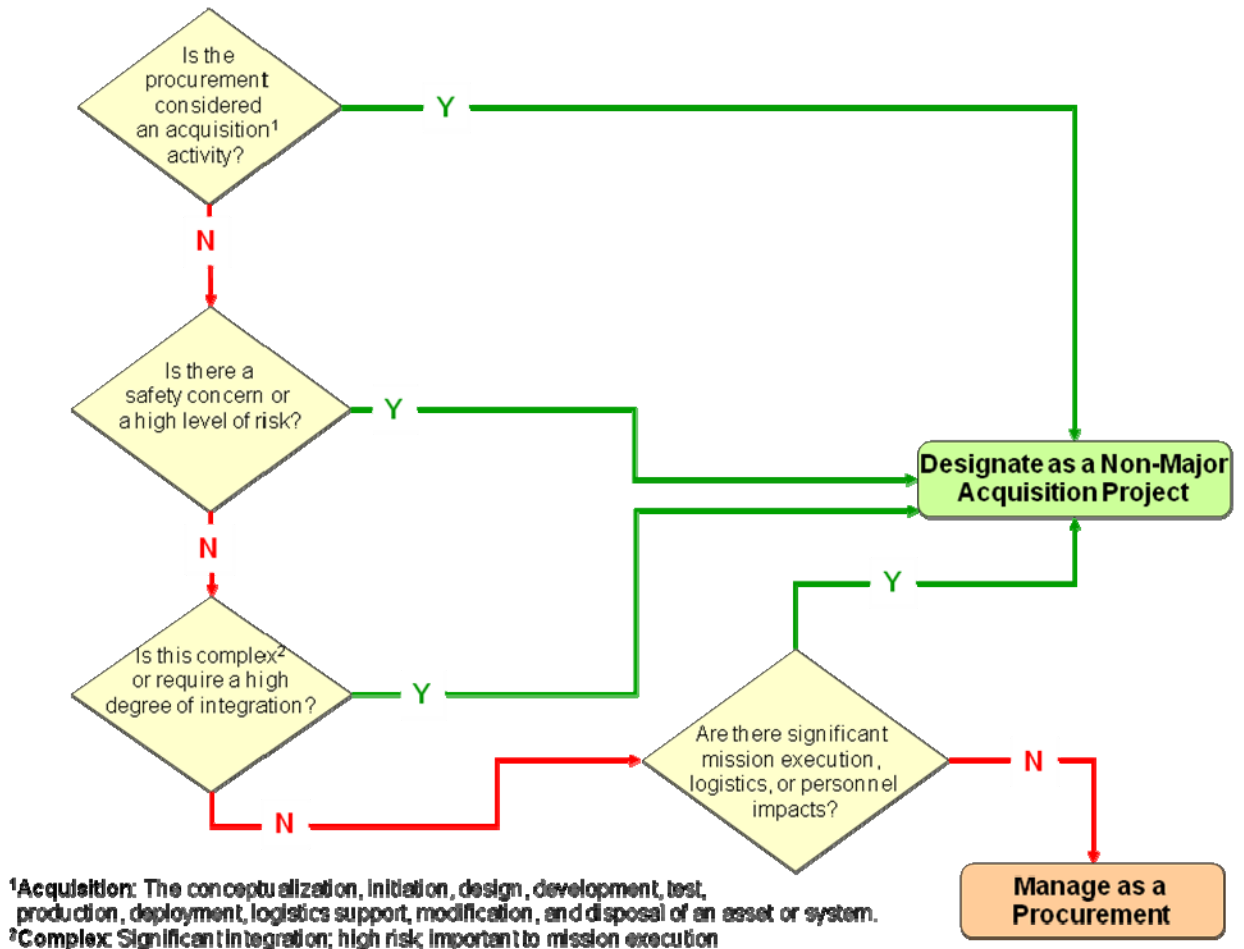 Is the
procurement
considered
an acquisition¹
activity?
Y
N
Is there a
safety concern or
a high level of risk?
Y
N
Designate as a Non-Major
Acquisition Project
Is this complex²
or require a high
degree of integration?
Y
Y
Are there significant
mission execution,
logistics, or personnel
impacts?
N
N
¹Acquisition: The conceptualization, initiation, design, development, test,
production, deployment, logistics support, modification, and disposal of an asset or system.
²Complex: Significant integration; high risk; important to mission execution
Manage as a
Procurement